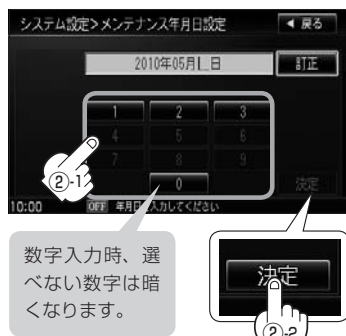 システム設定>メンテナンス年月日設定
◀ 戻る
2010年05月|_日
訂正
1 2 3
4 5 6
7 8 9
0
決定
②-1
10:00
OFF 年月日を入力してください
数字入力時、選
べない数字は暗
くなります。
決定
②-2